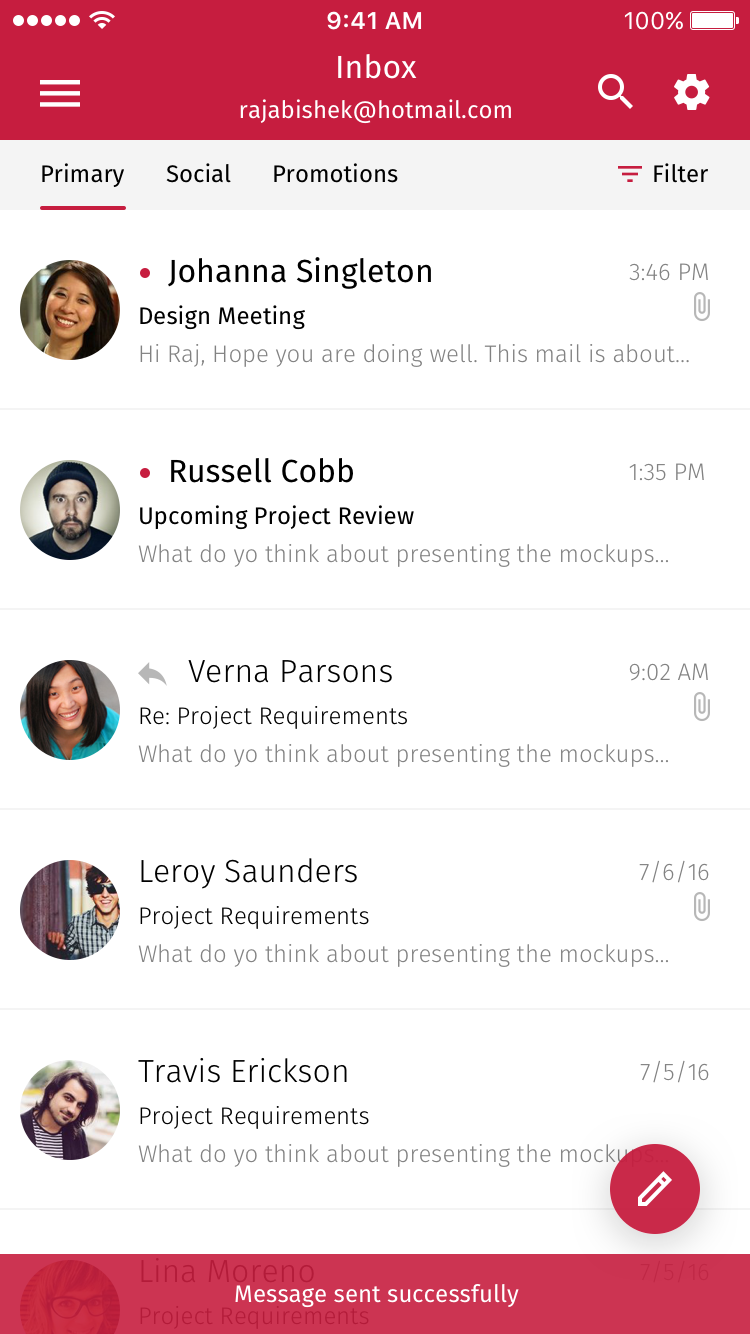 9:41 AM
100%
Inbox
rajabishek@hotmail.com
Primary Social Promotions Filter
Johanna Singleton 3:46 PM
Design Meeting
Hi Raj, Hope you are doing well. This mail is about...
Russell Cobb 1:35 PM
Upcoming Project Review
What do yo think about presenting the mockups...
Verna Parsons 9:02 AM
Re: Project Requirements
What do yo think about presenting the mockups...
Leroy Saunders 7/6/16
Project Requirements
What do yo think about presenting the mockups...
Travis Erickson 7/5/16
Project Requirements
What do yo think about presenting the mockups...
Lina Moreno 7/5/16
Message sent successfully
Project Requirements